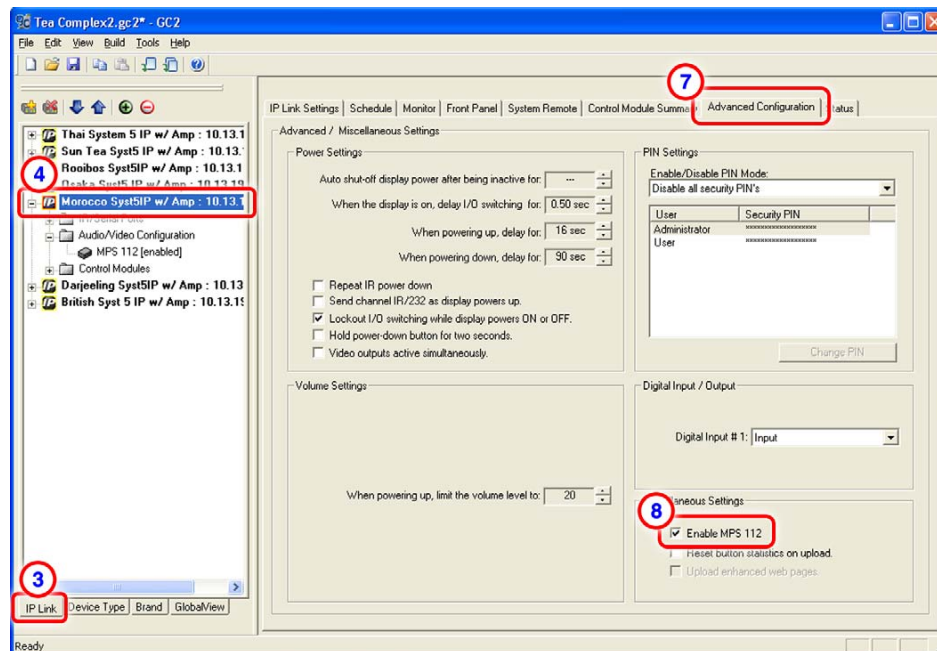 Tea Complex2.gc2* - GC2
File Edit View Build Tools Help
7
IP Link Settings Schedule Monitor Front Panel System Remote Control Module Summa Advanced Configuration tatus
Thai System 5 IP w/ Amp : 10.13.1
Sun Tea Syst5 IP w/ Amp : 10.13.
Rooibos Syst5IP w/ Amp : 10.13.1
4
Osaka Syst5 IP w/ Amp : 10.13.19
Morocco Syst5IP w/ Amp : 10.13.1
IR/Serial Ports
Audio/Video Configuration
MPS 112 [enabled]
Control Modules
Darjeeling Syst5IP w/ Amp : 10.13
British Syst 5 IP w/ Amp : 10.13.19
3
IP Link Device Type Brand GlobalView
Advanced / Miscellaneous Settings
Power Settings
Auto shut-off display power after being inactive for: ---
When the display is on, delay I/O switching for: 0.50 sec
When powering up, delay for: 16 sec
When powering down, delay for: 90 sec
Repeat IR power down
Send channel IR/232 as display powers up.
Lockout I/O switching while display powers ON or OFF.
Hold power-down button for two seconds.
Video outputs active simultaneously.
PIN Settings
Enable/Disable PIN Mode:
Disable all security PIN's
User Security PIN
Administrator ******************
User ******************
Change PIN
Volume Settings
When powering up, limit the volume level to: 20
Digital Input / Output
Digital Input # 1: Input
8
aneous Settings
Enable MPS 112
Reset button statistics on upload.
Upload enhanced web pages.
Ready